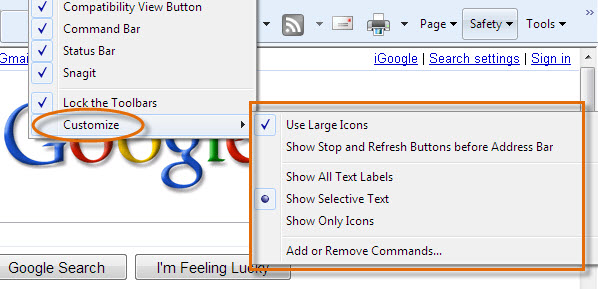 Compatibility View Button
Command Bar
Status Bar
Snagit
Lock the Toolbars
Customize
Page
Safety
Tools
»
Gmai
iGoogle | Search settings | Sign in
Google
Use Large Icons
Show Stop and Refresh Buttons before Address Bar
Show All Text Labels
Show Selective Text
Show Only Icons
Add or Remove Commands...
Google Search
I'm Feeling Lucky